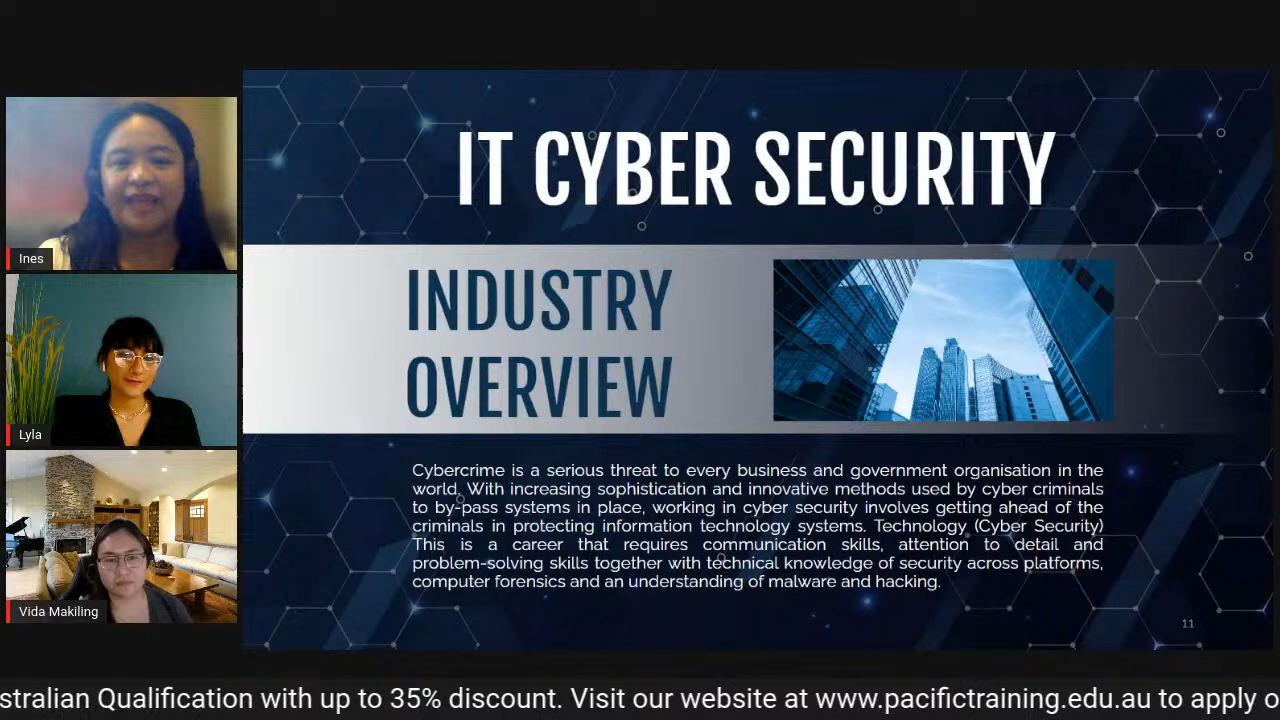 IT CYBER SECURITY
INDUSTRY
OVERVIEW
Cybercrime is a serious threat to every business and government organisation in the
world. With increasing sophistication and innovative methods used by cyber criminals
to by-pass systems in place, working in cyber security involves getting ahead of the
criminals in protecting information technology systems. Technology (Cyber Security)
This is a career that requires communication skills, attention to detail and
problem-solving skills together with technical knowledge of security across platforms,
computer forensics and an understanding of malware and hacking.
11
Ines
Lyla
Vida Makiling
stralian Qualification with up to 35% discount. Visit our website at www.pacifictraining.edu.au to apply o